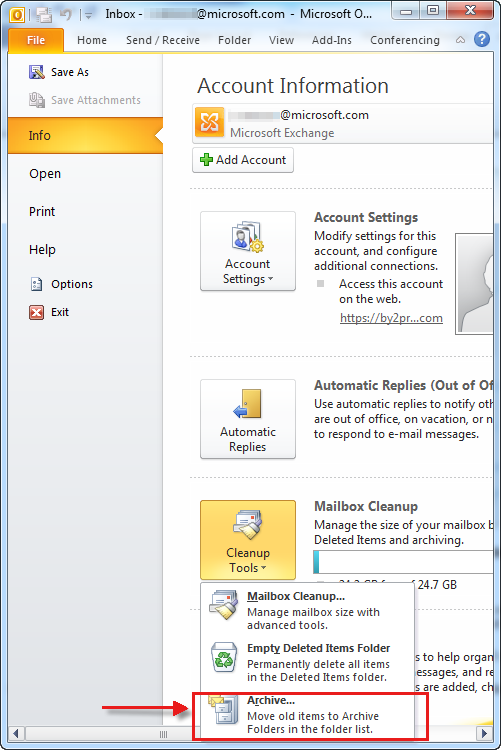 Inbox - @microsoft.com - Microsoft O...
File Home Send / Receive Folder View Add-Ins Conferencing
Save As
Save Attachments
Info
Open
Print
Help
Options
Exit
Account Information
@microsoft.com
Microsoft Exchange
Add Account
Account
Settings
Account Settings
Modify settings for this
account, and configure
additional connections.
Access this account
on the web.
https://by2pr...com
Automatic
Replies
Automatic Replies (Out of Of
Use automatic replies to notify oth
are out of office, on vacation, or n
to respond to e-mail messages.
Cleanup
Tools
Mailbox Cleanup
Manage the size of your mailbox b
Deleted Items and archiving.
of 24.7 GB
Mailbox Cleanup...
Manage mailbox size with
advanced tools.
Empty Deleted Items Folder
Permanently delete all items
in the Deleted Items folder.
Archive...
Move old items to Archive
Folders in the folder list.
s to help organ
essages, and re
s are added, ch